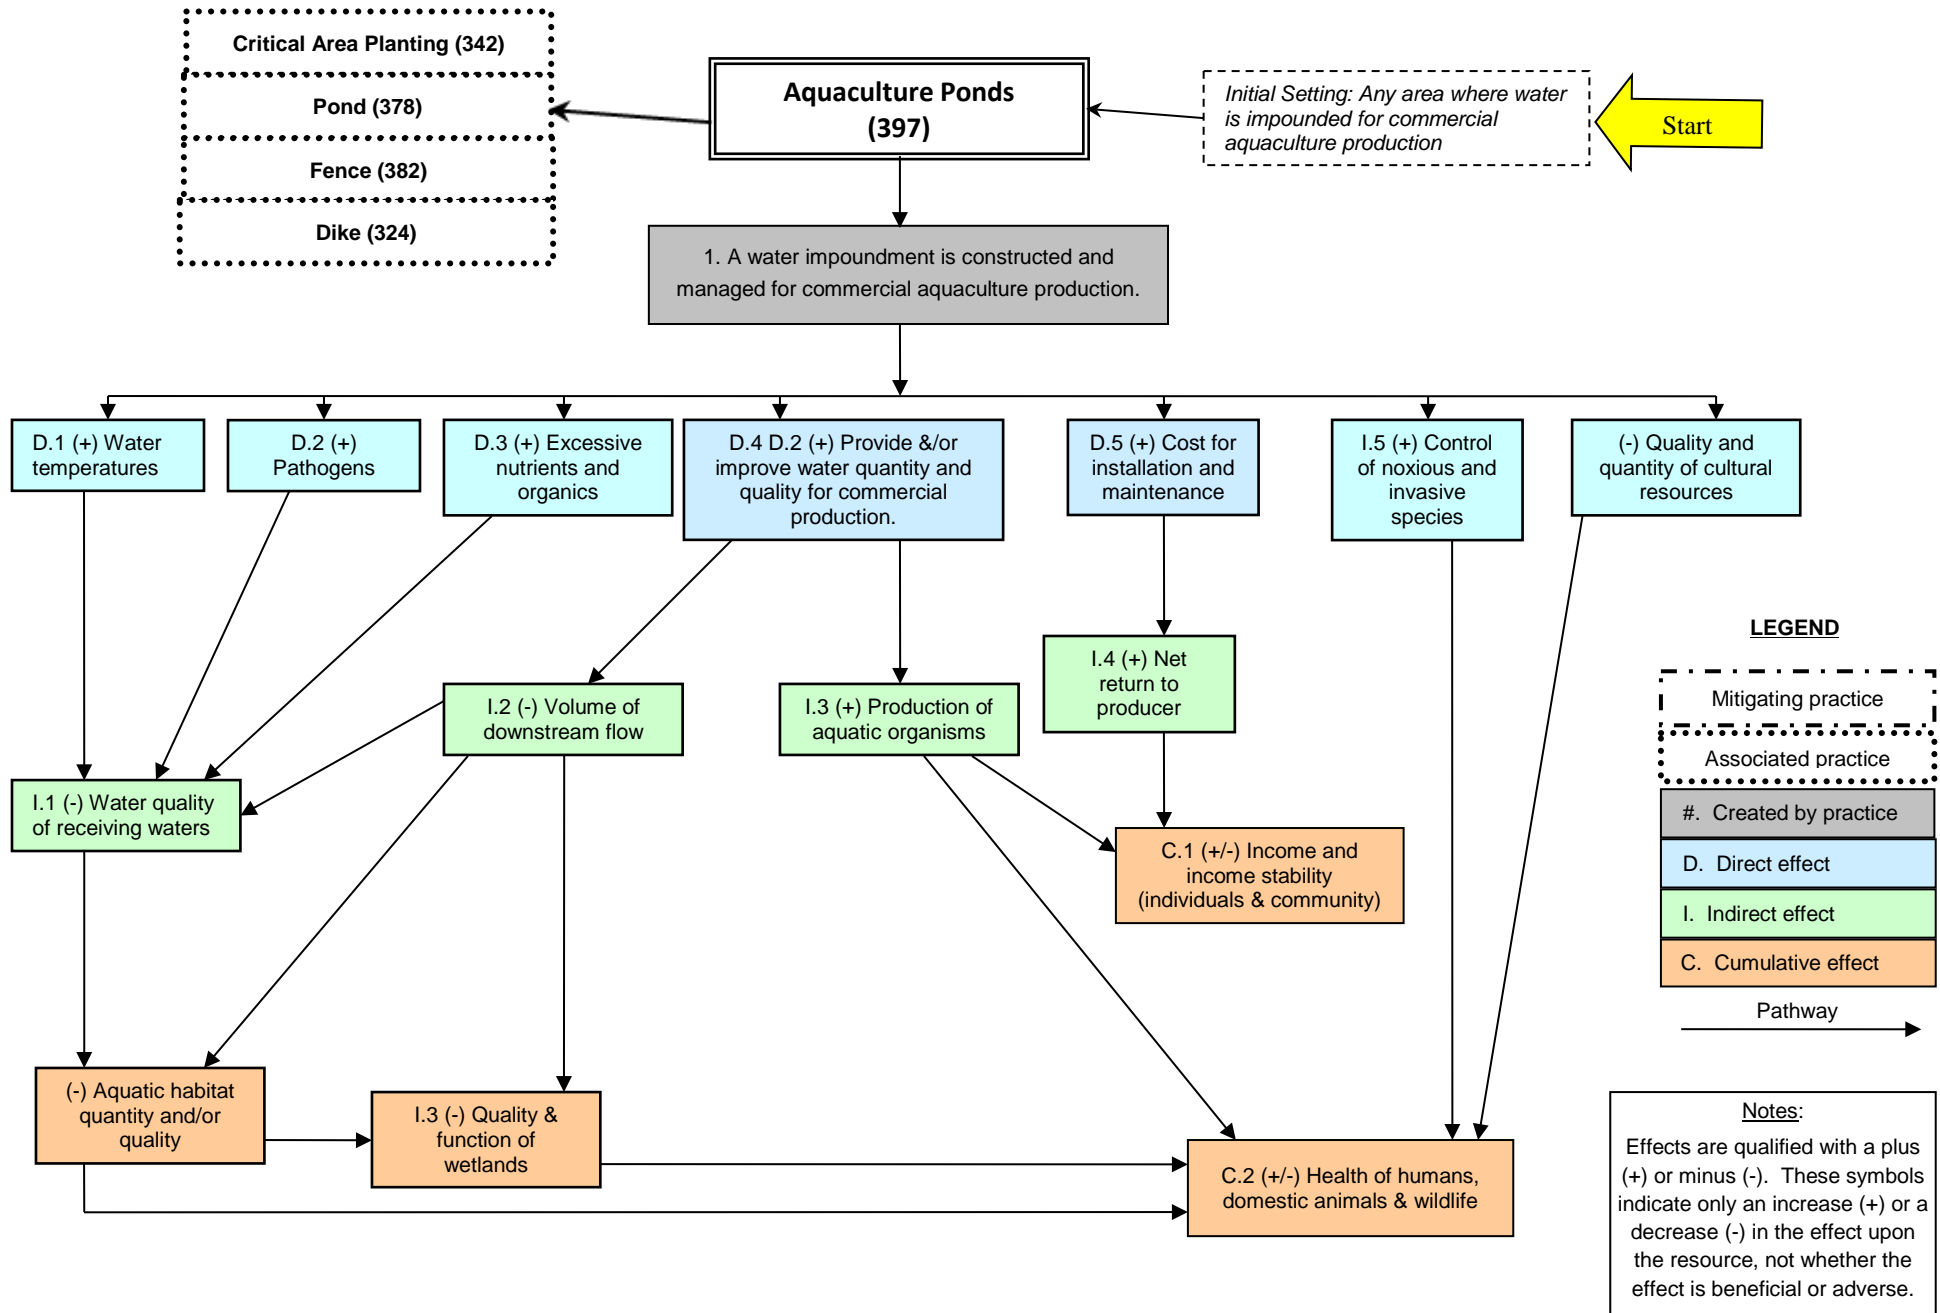 Critical Area Planting (342)
Pond (378)
Fence (382)
Dike (324)
Aquaculture Ponds
(397)
Initial Setting: Any area where water
is impounded for commercial
aquaculture production
Start
1. A water impoundment is constructed and
managed for commercial aquaculture production.
D.1 (+) Water
temperatures
D.2 (+)
Pathogens
D.3 (+) Excessive
nutrients and
organics
D.4 D.2 (+) Provide &/or
improve water quantity and
quality for commercial
production.
D.5 (+) Cost for
installation and
maintenance
I.5 (+) Control
of noxious and
invasive
species
(-) Quality and
quantity of cultural
resources
I.4 (+) Net
return to
producer
I.2 (-) Volume of
downstream flow
I.3 (+) Production of
aquatic organisms
I.1 (-) Water quality
of receiving waters
C.1 (+/-) Income and
income stability
(individuals & community)
(-) Aquatic habitat
quantity and/or
quality
I.3 (-) Quality &
function of
wetlands
C.2 (+/-) Health of humans,
domestic animals & wildlife
LEGEND
Mitigating practice
Associated practice
#. Created by practice
D. Direct effect
I. Indirect effect
C. Cumulative effect
Pathway
Notes:
Effects are qualified with a plus
(+) or minus (-). These symbols
indicate only an increase (+) or a
decrease (-) in the effect upon
the resource, not whether the
effect is beneficial or adverse.